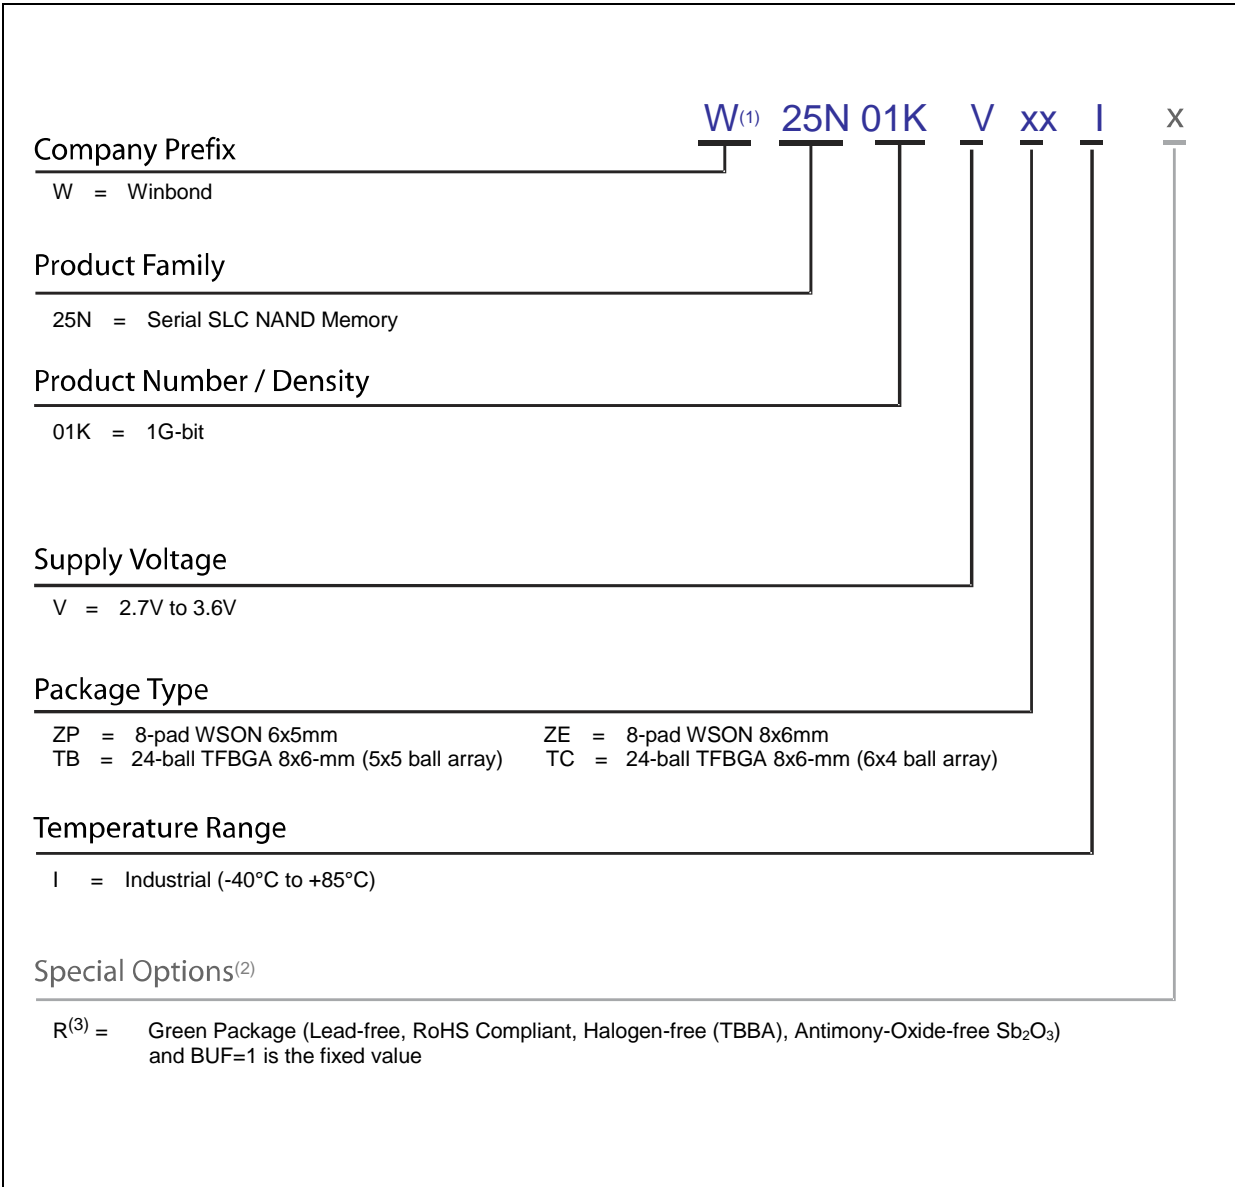 W(1) 25N 01K V xx I x
Company Prefix
W = Winbond
Product Family
25N = Serial SLC NAND Memory
Product Number / Density
01K = 1G-bit
Supply Voltage
V = 2.7V to 3.6V
Package Type
ZP = 8-pad WSON 6x5mm ZE = 8-pad WSON 8x6mm
TB = 24-ball TFBGA 8x6-mm (5x5 ball array) TC = 24-ball TFBGA 8x6-mm (6x4 ball array)
Temperature Range
I = Industrial (-40°C to +85°C)
Special Options(2)
R(3) = Green Package (Lead-free, RoHS Compliant, Halogen-free (TBBA), Antimony-Oxide-free Sb₂O₃)
and BUF=1 is the fixed value